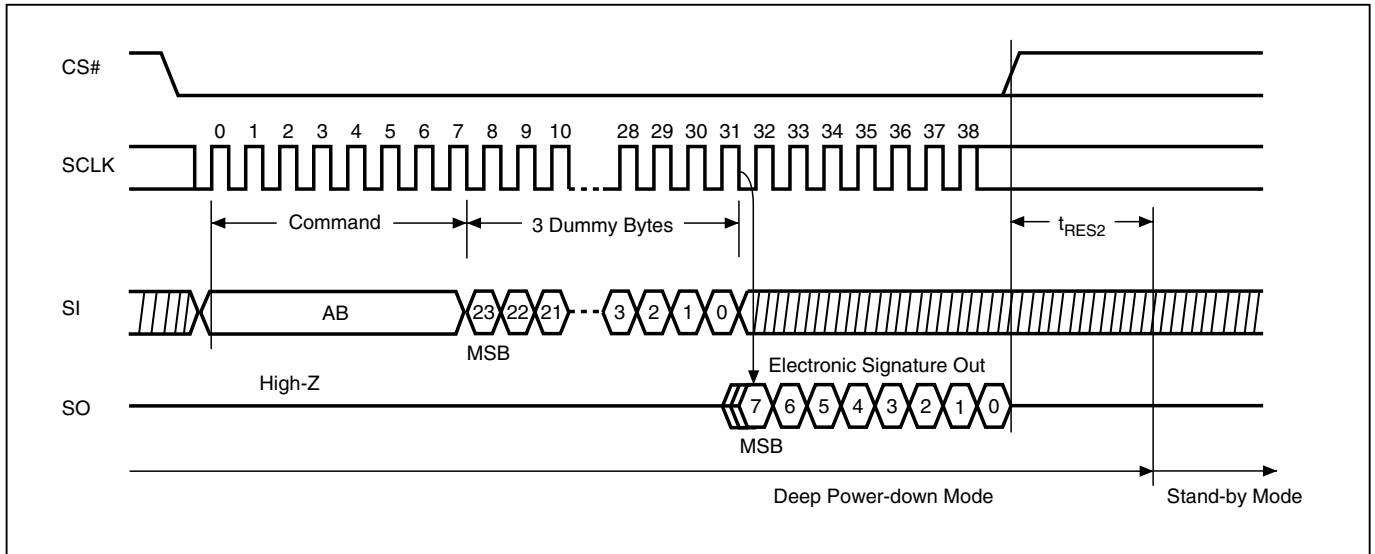 CS#
0 1 2 3 4 5 6 7 8 9 10 28 29 30 31 32 33 34 35 36 37 38
SCLK
Command 3 Dummy Bytes tRES2
SI AB 23 22 21 3 2 1 0
MSB
High-Z Electronic Signature Out
SO 7 6 5 4 3 2 1 0
MSB
Deep Power-down Mode Stand-by Mode